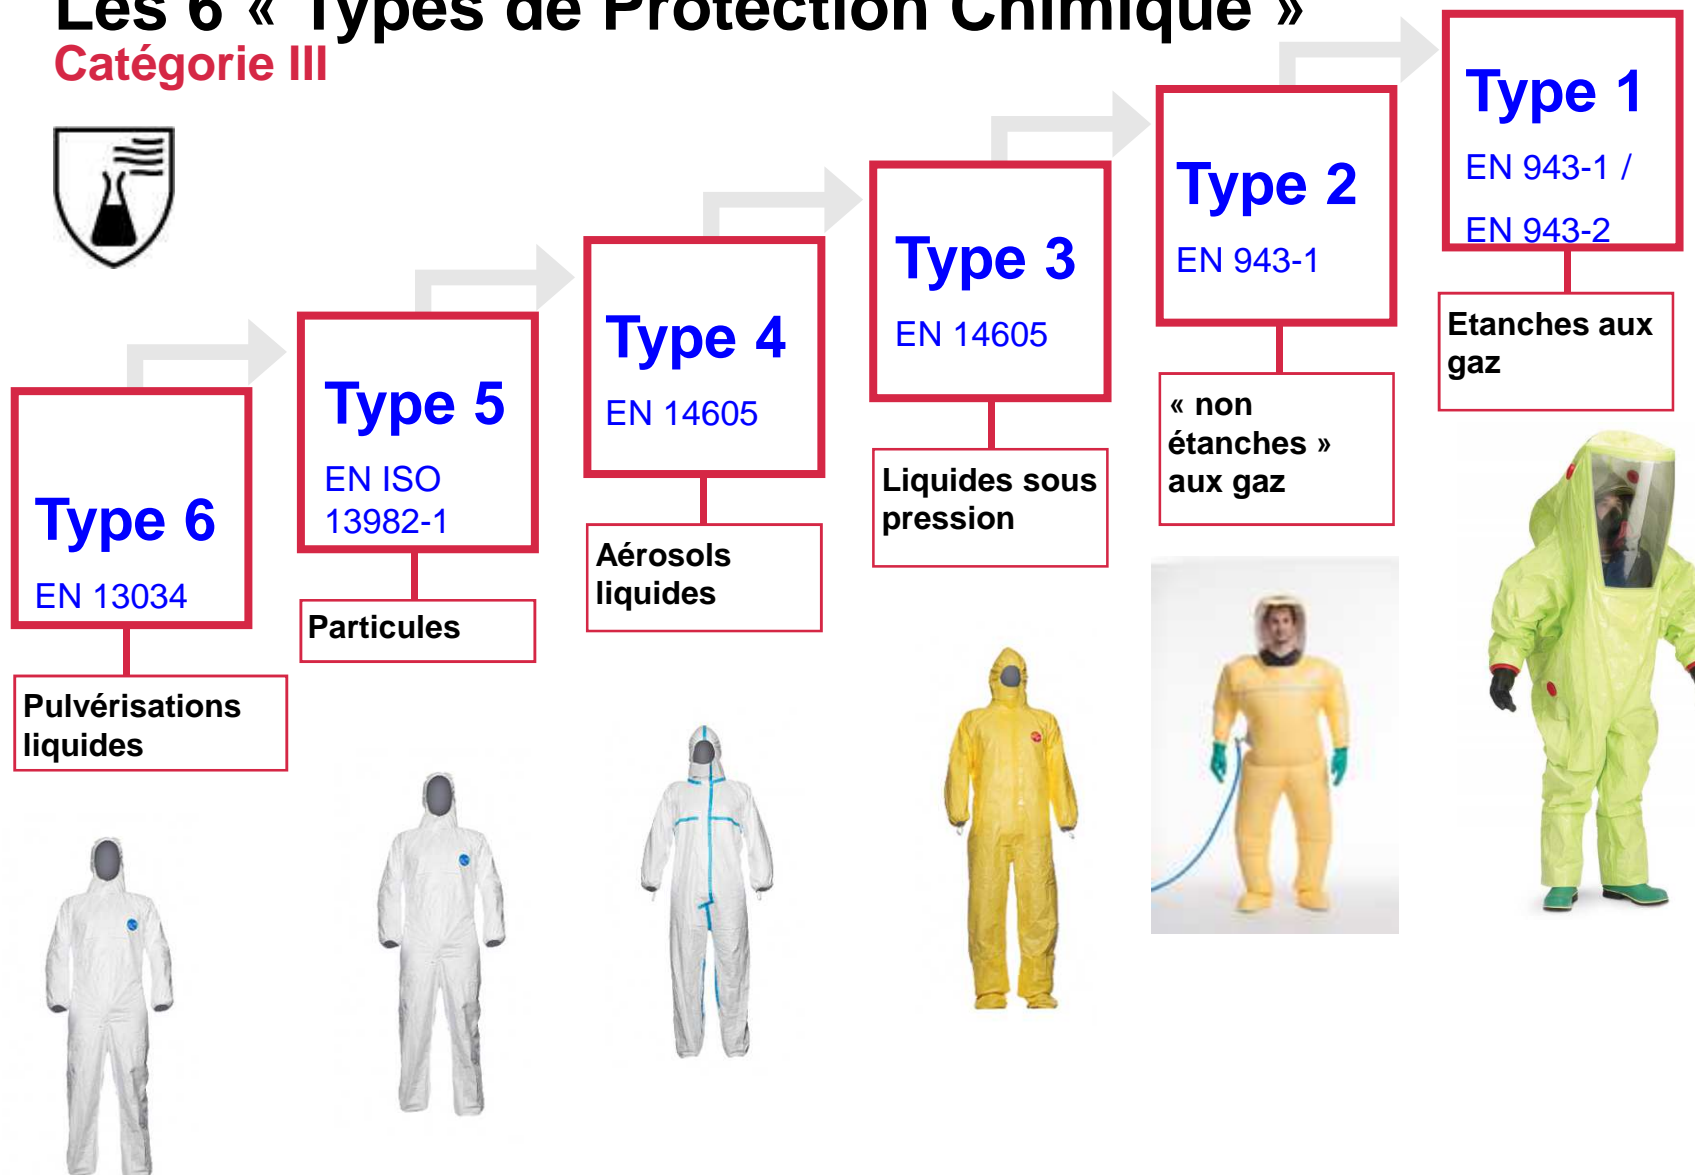 Les 6 « Types de Protection Chimique »
Catégorie III
Type 1
EN 943-1 /
EN 943-2
Etanches aux
gaz
Type 2
EN 943-1
« non
étanches »
aux gaz
Type 3
EN 14605
Liquides sous
pression
Type 4
EN 14605
Aérosols
liquides
Type 5
EN ISO
13982-1
Particules
Type 6
EN 13034
Pulvérisations
liquides